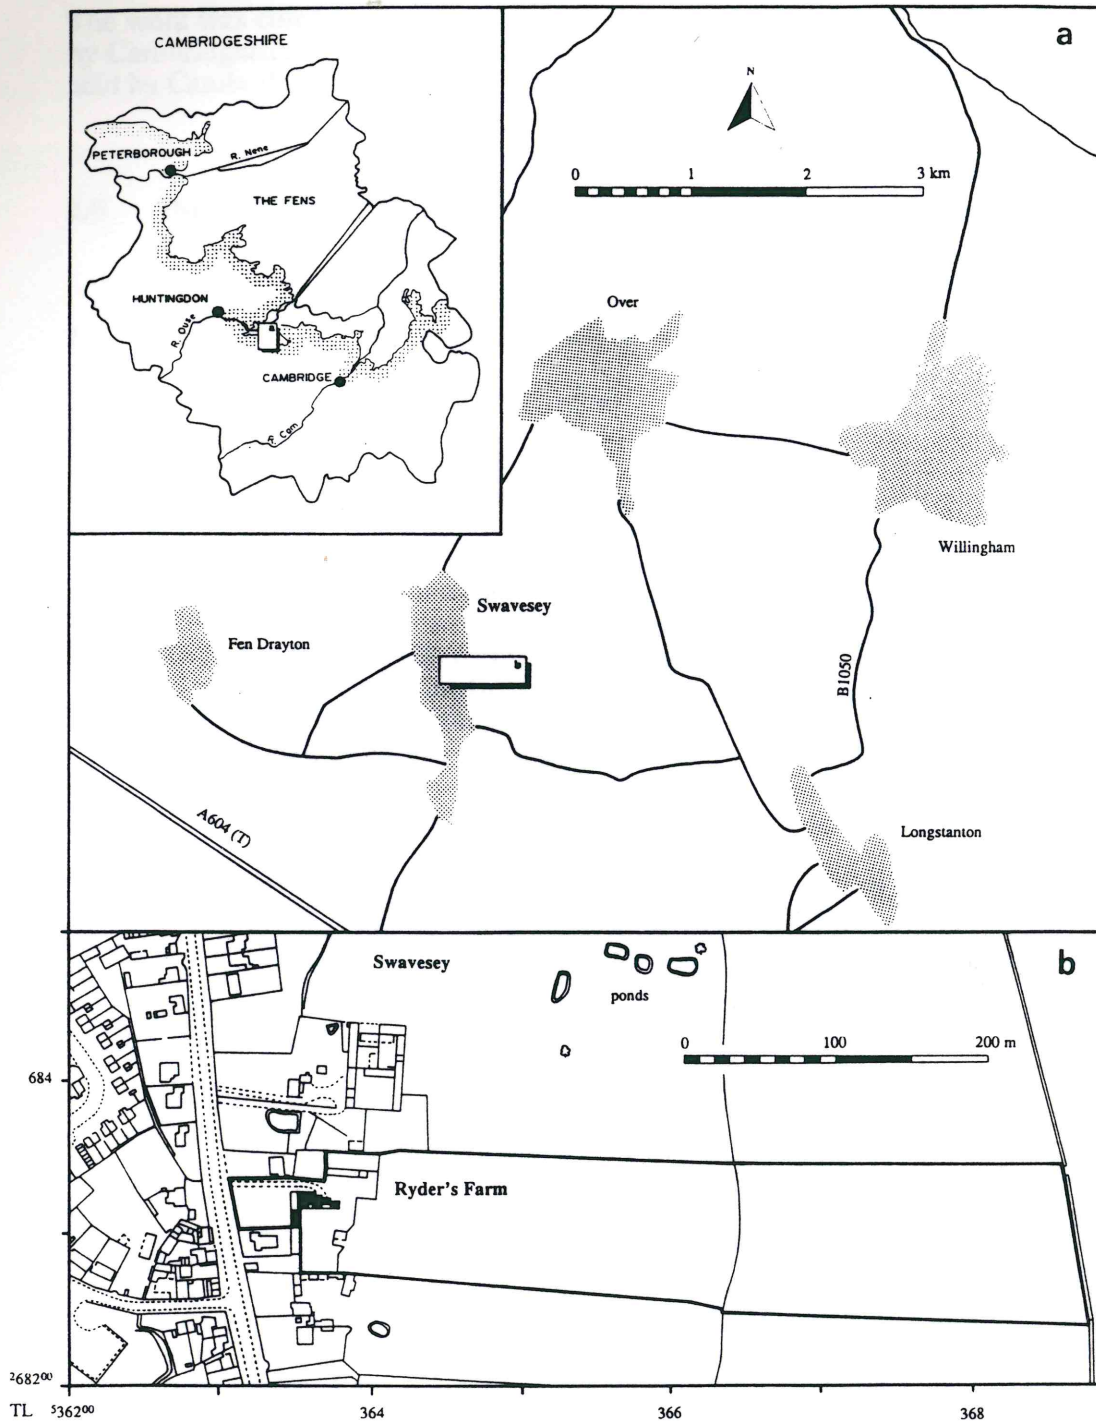 CAMBRIDGESHIRE
PETERBOROUGH
R. Nene
THE FENS
HUNTINGDON
R. Ouse
a
CAMBRIDGE
R. Cam
a
N
0 1 2 3 km
Over
Willingham
Swavesey
Fen Drayton
b
B1050
A604 (T)
Longstanton
Swavesey
b
ponds
0 100 200 m
684
Ryder's Farm
²682⁰⁰
TL ⁵362⁰⁰ 364 366 368